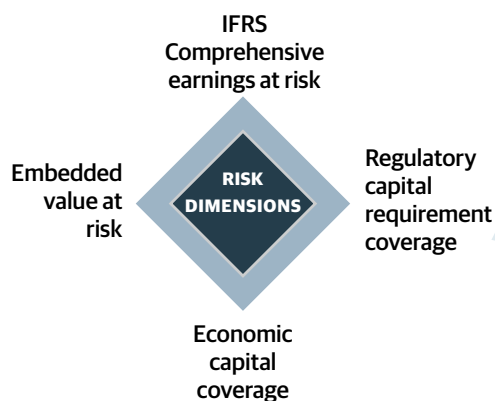 IFRS
Comprehensive
earnings at risk
Embedded
value at
risk
RISK
DIMENSIONS
Regulatory
capital
requirement
coverage
Economic
capital
coverage